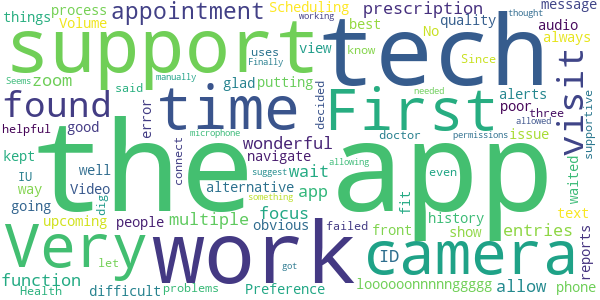 things process appointment Scheduling prescription message
Volume working best No quality thought audio always
support tech zoom uses view know Since
Seems manually said Finally glad putting alerts visit
found time First poor three
helpful good error wonderful decided doctor needed allowed issue supportive
the app microphone navigate permissions
kept well connect suggest wait even waited
IU Video alternative allowing app fit history text
way dig something focus front show entries
going upcoming people multiple obvious failed ID
Very work camera reports
let got
function problems loooooonnnnnggggg allow
Health difficult Preference phone